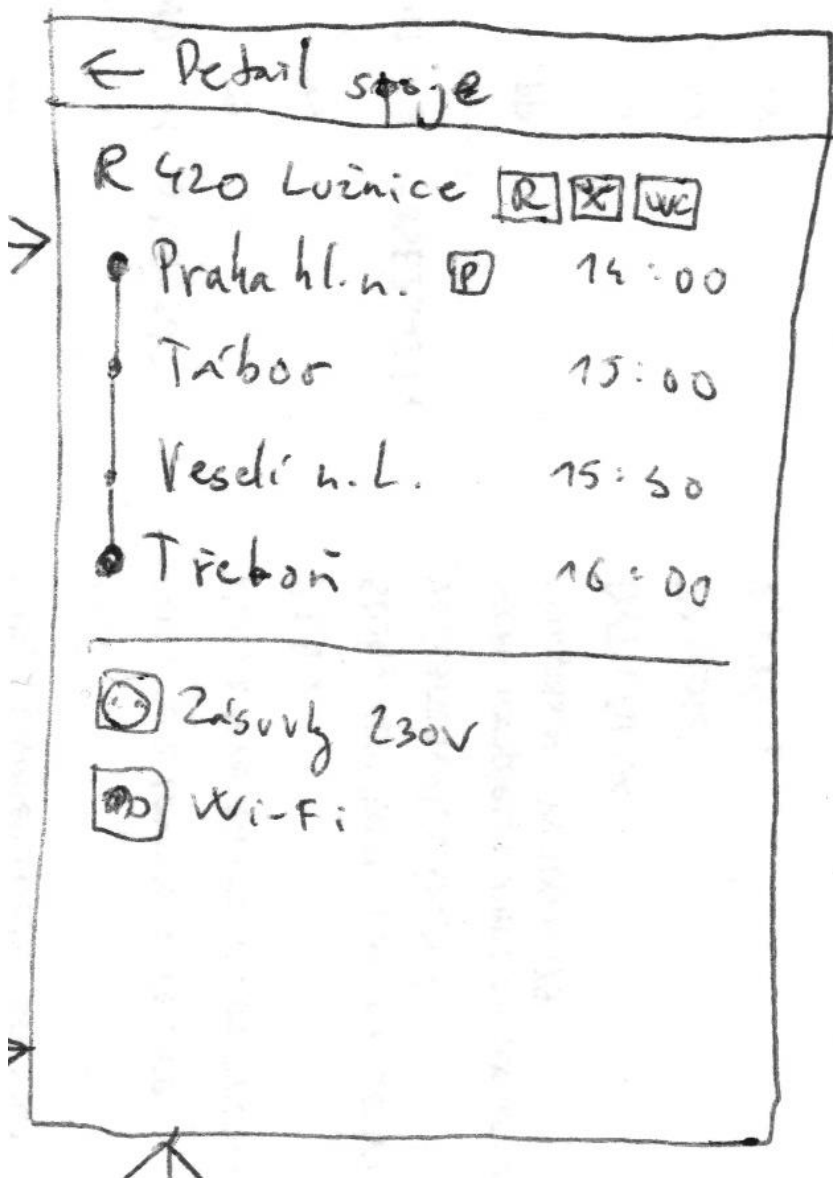 ← Detail spoje
R 420 Lužnice R WC
Praha hl. n. P 14:00
Tábor 15:00
Veselí n. L. 15:30
Třeboň 16:00
Zásuvky 230V
Wi-Fi